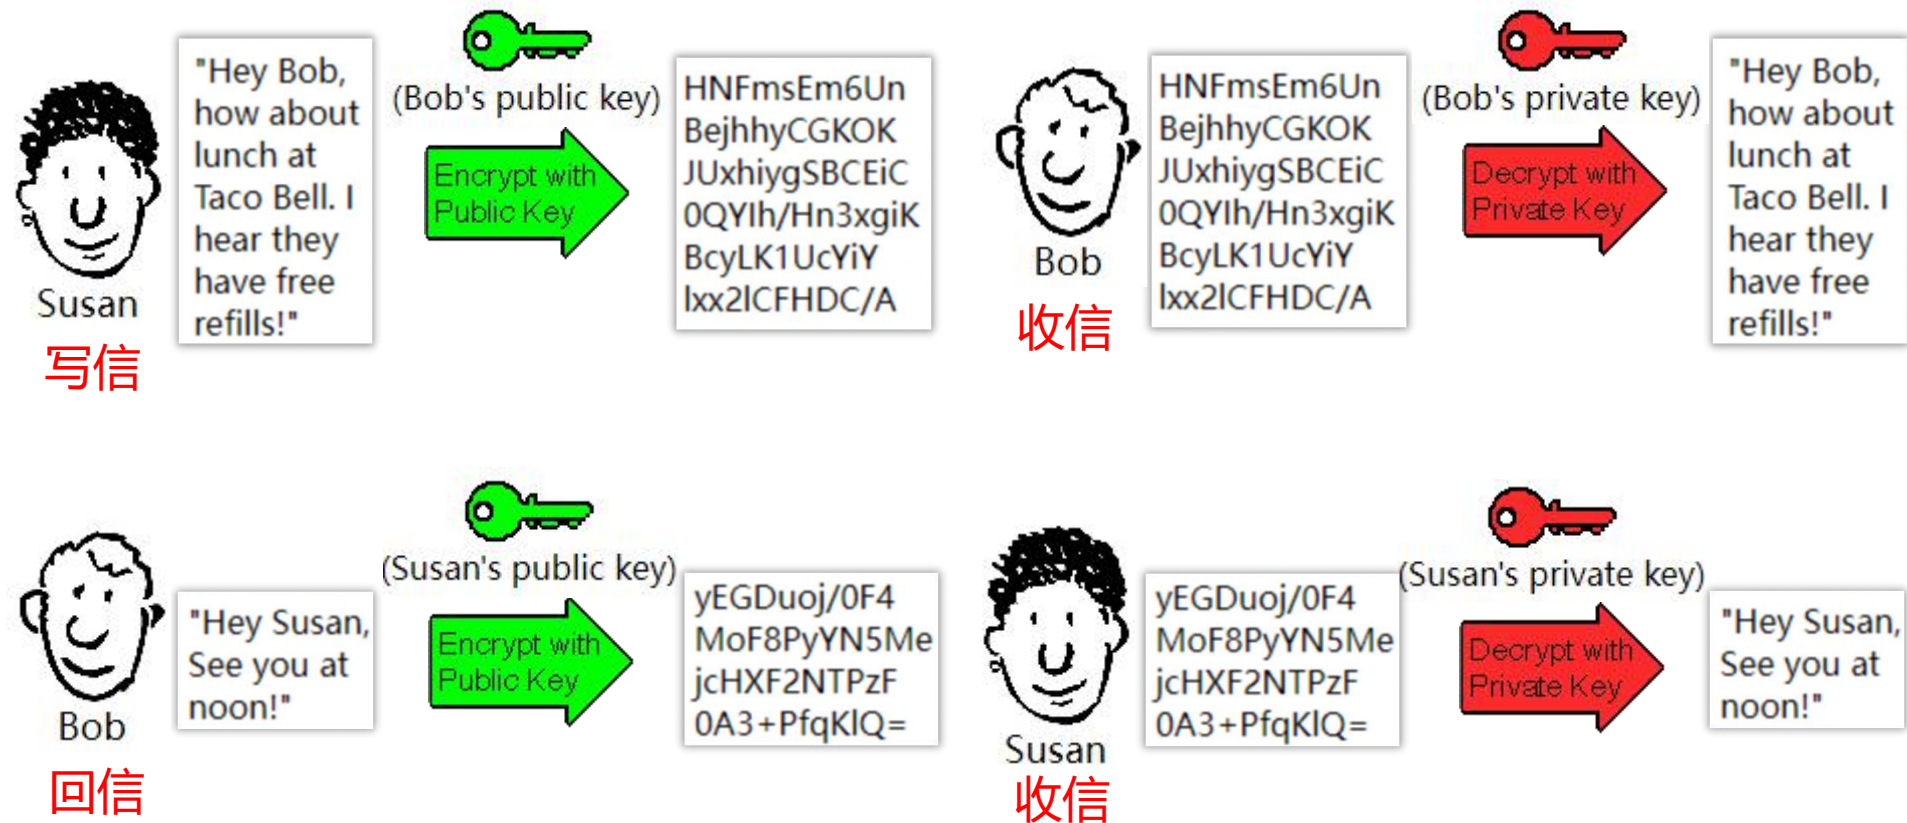 "Hey Bob,
how about
lunch at
Taco Bell. I
hear they
have free
refills!"
Susan
写信
(Bob's public key)
Encrypt with
Public Key
HNFmsEm6Un
BejhhyCGKOK
JUxhiygSBCEiC
0QYIh/Hn3xgiK
BcyLK1UcYiY
lxx2lCFHDC/A
Bob
收信
HNFmsEm6Un
BejhhyCGKOK
JUxhiygSBCEiC
0QYIh/Hn3xgiK
BcyLK1UcYiY
lxx2lCFHDC/A
(Bob's private key)
Decrypt with
Private Key
"Hey Bob,
how about
lunch at
Taco Bell. I
hear they
have free
refills!"
Bob
回信
"Hey Susan,
See you at
noon!"
(Susan's public key)
Encrypt with
Public Key
yEGDuoj/0F4
MoF8PyYN5Me
jcHXF2NTPzF
0A3+PfqKlQ=
Susan
收信
yEGDuoj/0F4
MoF8PyYN5Me
jcHXF2NTPzF
0A3+PfqKlQ=
(Susan's private key)
Decrypt with
Private Key
"Hey Susan,
See you at
noon!"